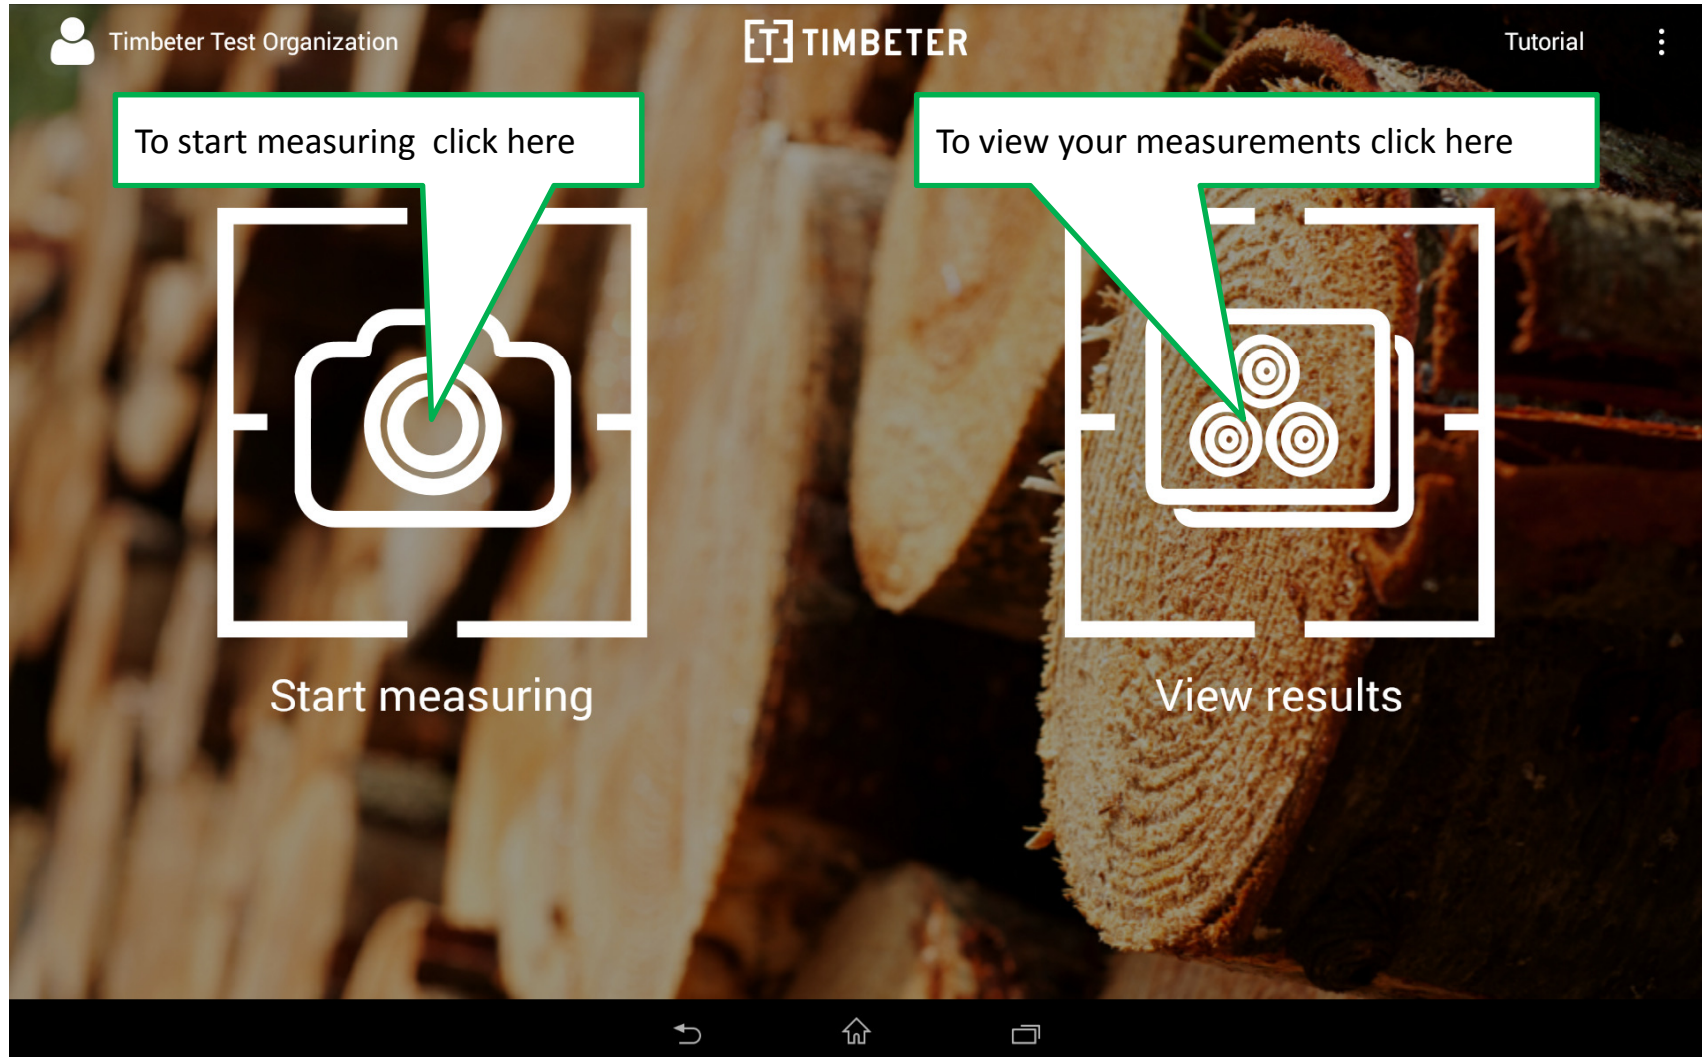 Timbeter Test Organization
[T] TIMBETER
Tutorial
To start measuring  click here
To view your measurements click here
Start measuring
View results